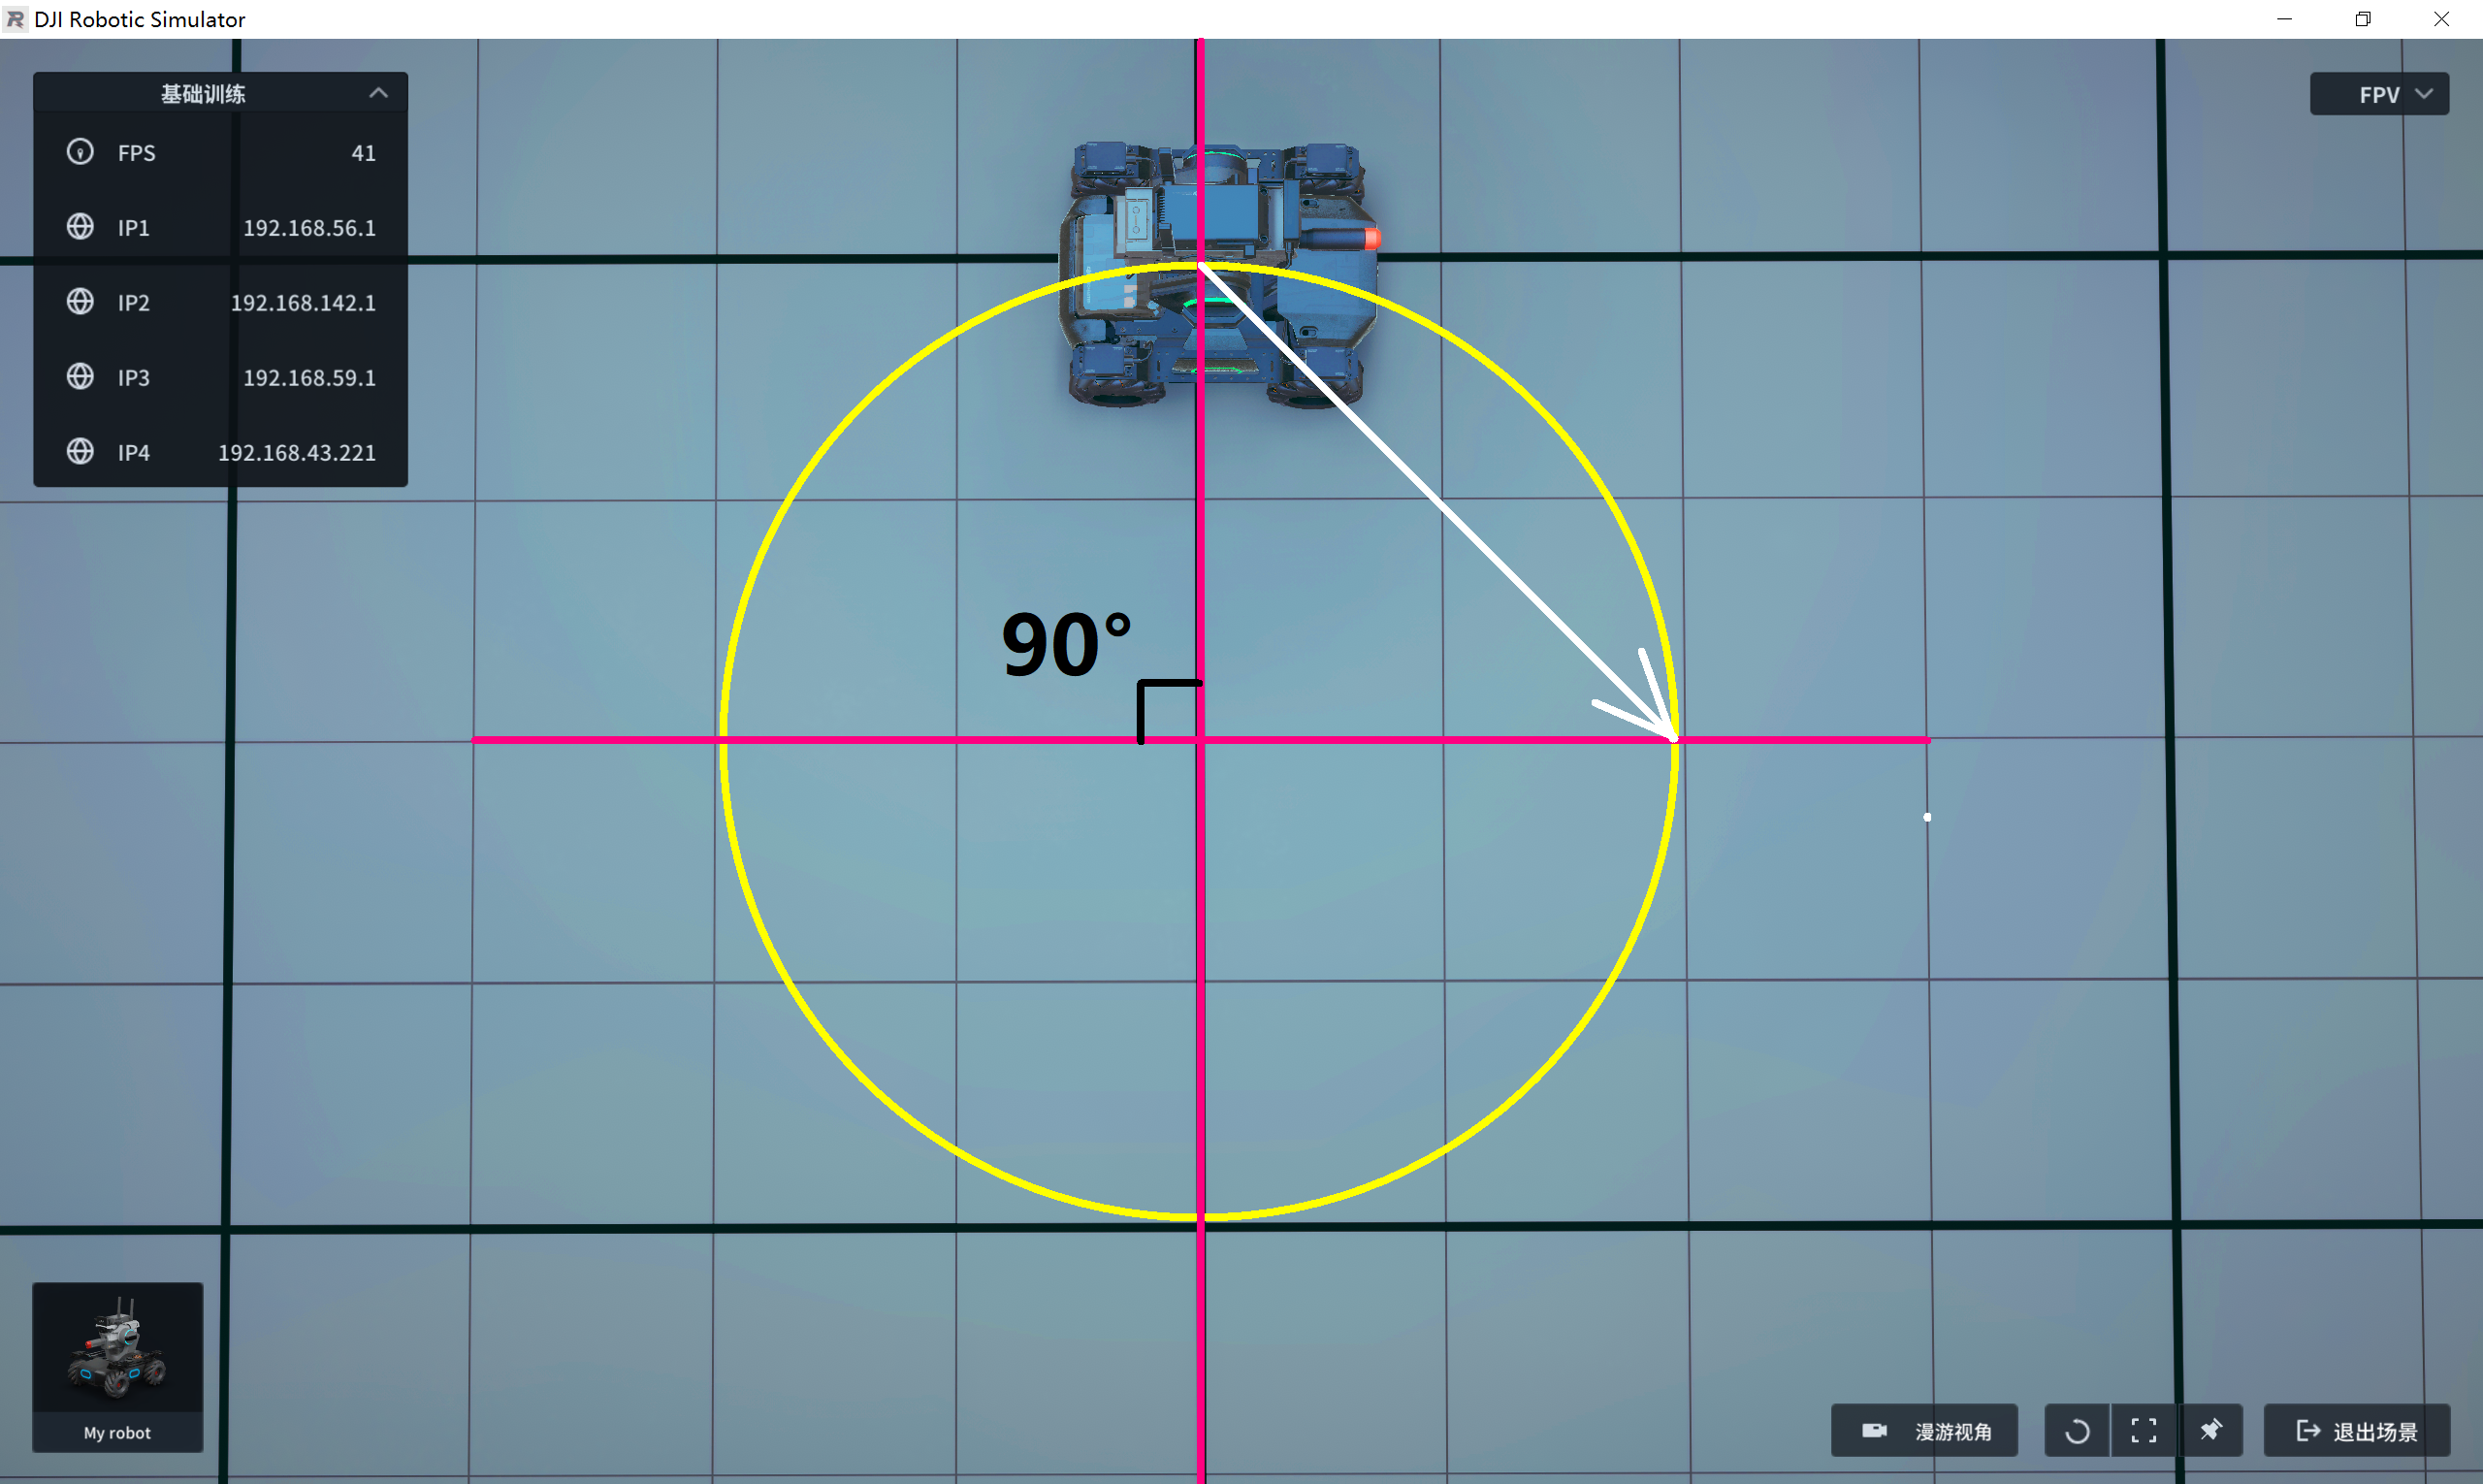 DJI Robotic Simulator
基础训练
FPV
FPS 41
IP1 192.168.56.1
IP2 192.168.142.1
IP3 192.168.59.1
IP4 192.168.43.221
90°
My robot
漫游视角
退出场景